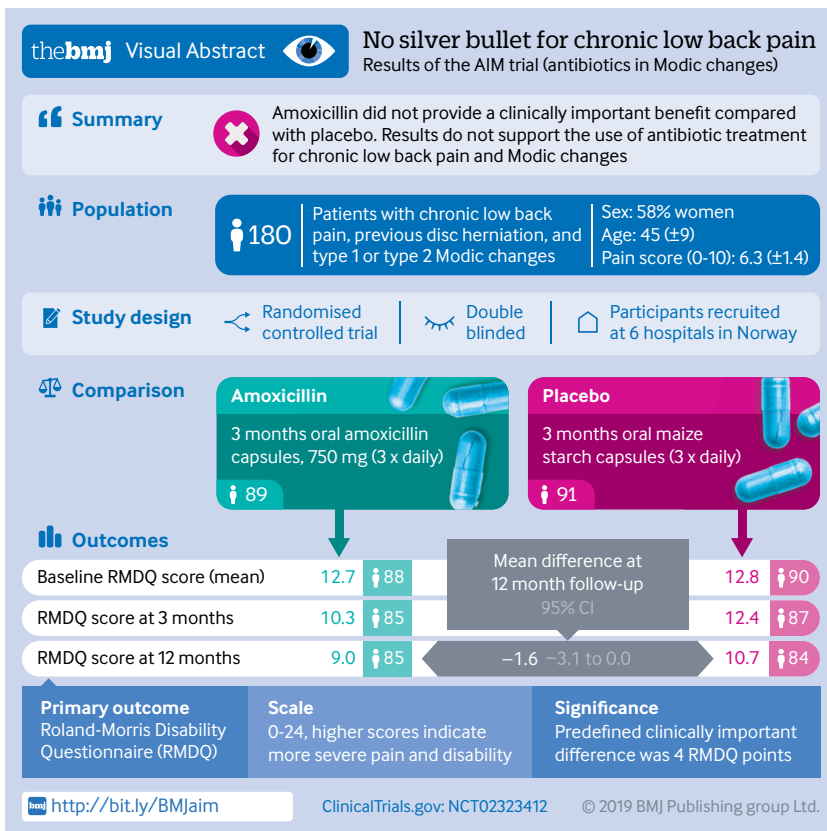 thebmj Visual Abstract
No silver bullet for chronic low back pain
Results of the AIM trial (antibiotics in Modic changes)
Summary
Amoxicillin did not provide a clinically important benefit compared
with placebo. Results do not support the use of antibiotic treatment
for chronic low back pain and Modic changes
Population
180
Patients with chronic low back
pain, previous disc herniation, and
type 1 or type 2 Modic changes
Sex: 58% women
Age: 45 (±9)
Pain score (0-10): 6.3 (±1.4)
Study design
Randomised
controlled trial
Double
blinded
Participants recruited
at 6 hospitals in Norway
Comparison
Amoxicillin
3 months oral amoxicillin
capsules, 750 mg (3 x daily)
89
Placebo
3 months oral maize
starch capsules (3 x daily)
91
Outcomes
Mean difference at
12 month follow-up
95% CI
Baseline RMDQ score (mean) 12.7 88 12.8 90
RMDQ score at 3 months 10.3 85 12.4 87
RMDQ score at 12 months 9.0 85 −1.6 −3.1 to 0.0 10.7 84
Primary outcome
Roland-Morris Disability
Questionnaire (RMDQ)
Scale
0-24, higher scores indicate
more severe pain and disability
Significance
Predefined clinically important
difference was 4 RMDQ points
bmj http://bit.ly/BMJaim
ClinicalTrials.gov: NCT02323412
© 2019 BMJ Publishing group Ltd.